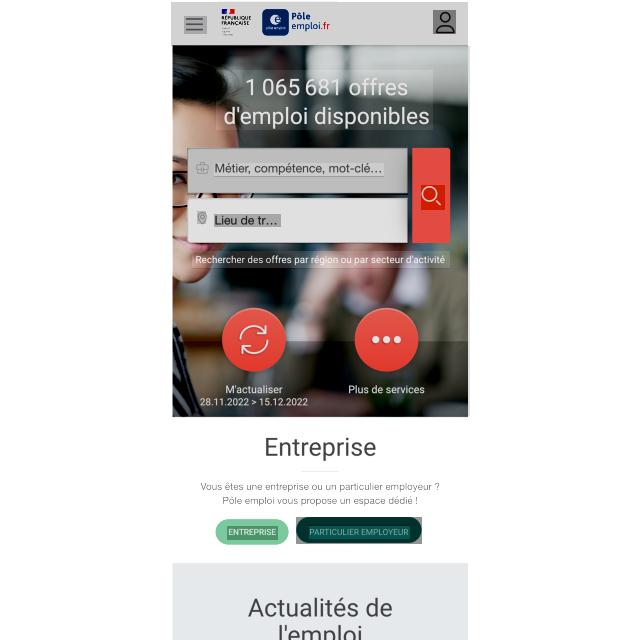 RÉPUBLIQUE
FRANÇAISE
pôle emploi
Pôle
emploi.fr
1 065 681 offres
d'emploi disponibles
Métier, compétence, mot-clé...
Lieu de tr...
Rechercher des offres par région ou par secteur d'activité
M'actualiser
28.11.2022 > 15.12.2022
Plus de services
Entreprise
Vous êtes une entreprise ou un particulier employeur ?
Pôle emploi vous propose un espace dédié !
ENTREPRISE
PARTICULIER EMPLOYEUR
Actualités de
l'emploi